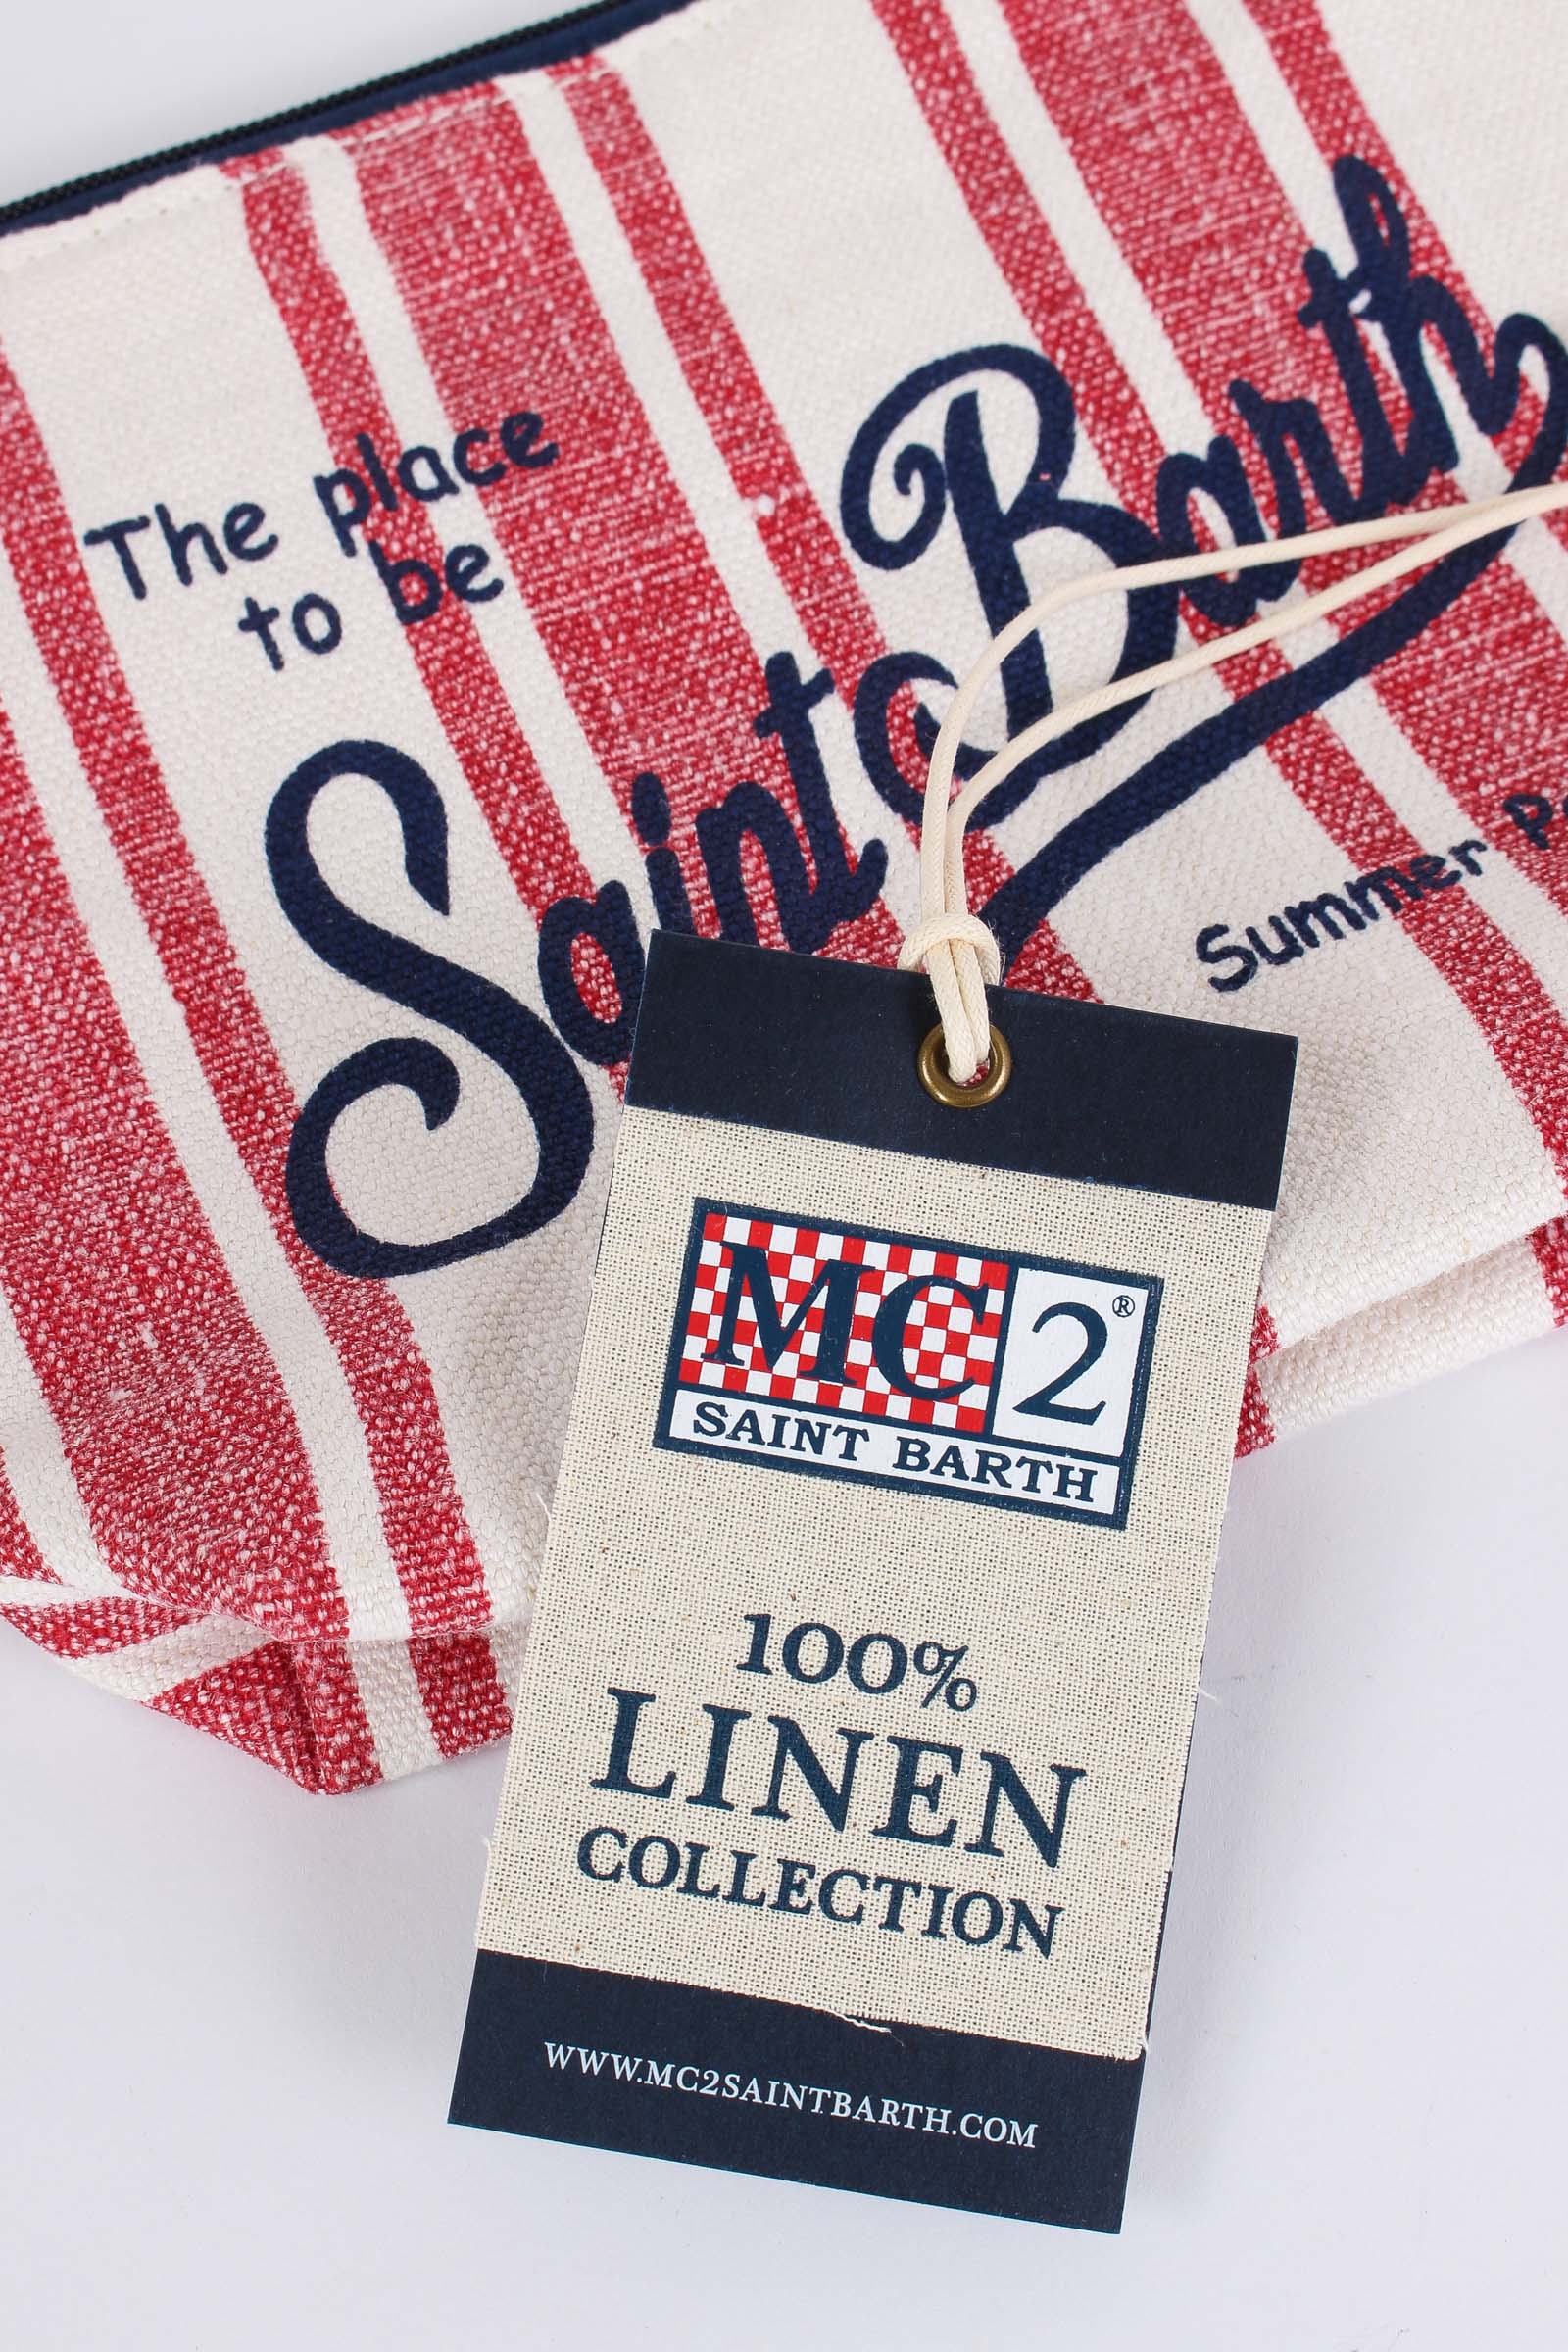 The place
to be
Saint Barth
Summer
MC2®
SAINT BARTH
100%
LINEN
COLLECTION
WWW.MC2SAINTBARTH.COM